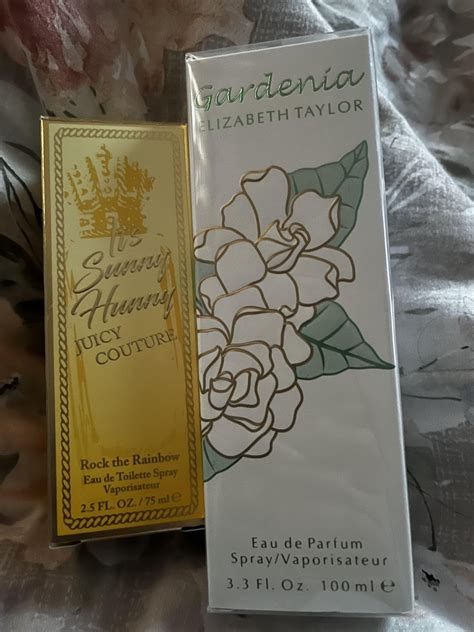 It's
Sunny
Hunny
JUICY
COUTURE
Rock the Rainbow
Eau de Toilette Spray
Vaporisateur
2.5 FL. OZ. / 75 ml e
Gardenia
ELIZABETH TAYLOR
Eau de Parfum
Spray/Vaporisateur
3.3 Fl. Oz. 100 ml e